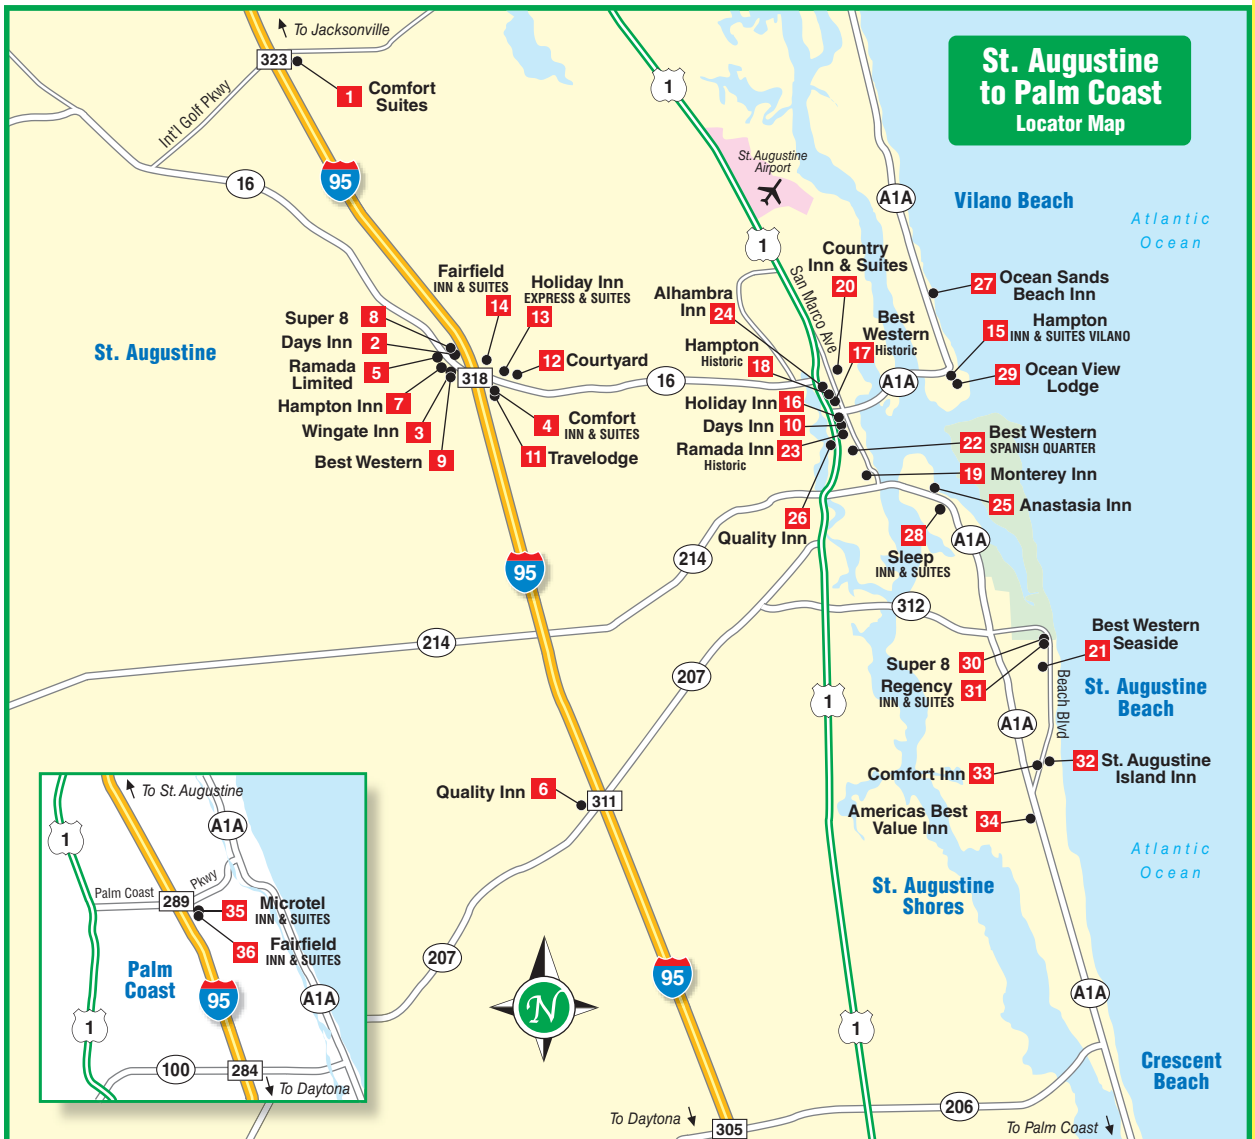 To Jacksonville
323
1
Comfort
Suites
Int'l Golf Pkwy
16
95
1
St. Augustine
to Palm Coast
Locator Map
St. Augustine
Airport
A1A
Vilano Beach
Atlantic
Ocean
1
San Marco Ave
Country
Inn & Suites
20
27
Ocean Sands
Beach Inn
Fairfield
INN & SUITES
14
Holiday Inn
EXPRESS & SUITES
13
Alhambra
Inn
24
Best
Western
17
Historic
15
Hampton
INN & SUITES VILANO
Super 8
8
Days Inn
2
Ramada
Limited
5
Hampton Inn
7
Wingate Inn
3
Best Western
9
St. Augustine
318
12
Courtyard
16
Hampton
Historic
18
A1A
29
Ocean View
Lodge
4
Comfort
INN & SUITES
11
Travelodge
Holiday Inn
16
Days Inn
10
Ramada Inn
Historic
23
22
Best Western
SPANISH QUARTER
19
Monterey Inn
25
Anastasia Inn
26
Quality Inn
28
Sleep
INN & SUITES
A1A
95
214
214
312
207
Best Western
Seaside
21
Super 8
30
Regency
INN & SUITES
31
St. Augustine
Beach
Beach Blvd
1
A1A
Quality Inn
6
311
Comfort Inn
33
32
St. Augustine
Island Inn
Americas Best
Value Inn
34
Atlantic
Ocean
St. Augustine
Shores
207
N
95
A1A
1
Crescent
Beach
206
To Daytona
305
To Palm Coast
To St. Augustine
A1A
1
Palm Coast
Pkwy
289
35
Microtel
INN & SUITES
36
Fairfield
INN & SUITES
Palm
Coast
95
A1A
1
100
284
To Daytona